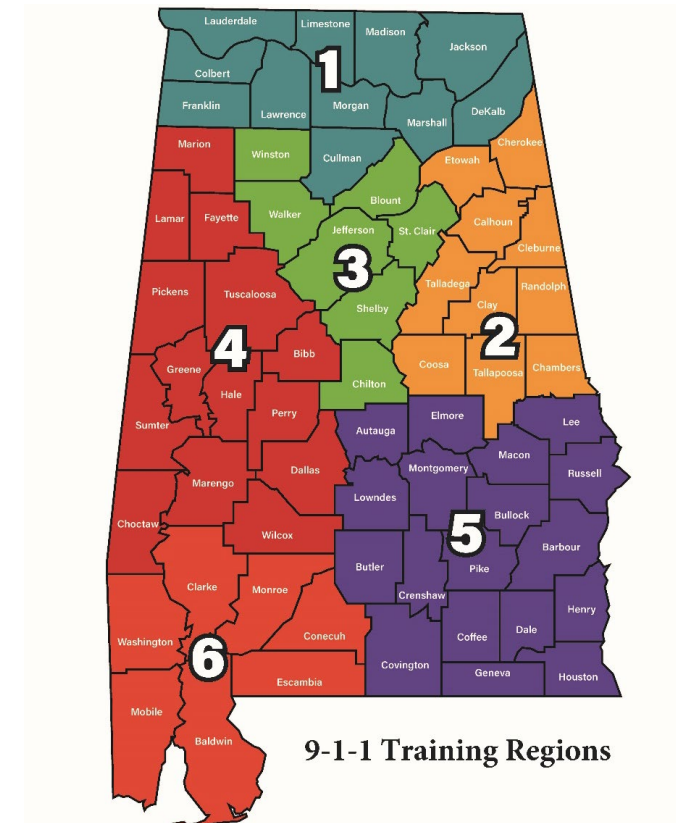 Lauderdale
Limestone
Madison
Jackson
Colbert
1
Franklin
Lawrence
Morgan
Marshall
DeKalb
Marion
Winston
Cullman
Etowah
Cherokee
Lamar
Fayette
Walker
Blount
Jefferson
St. Clair
Calhoun
Cleburne
3
Pickens
Tuscaloosa
Shelby
Talladega
Clay
Randolph
2
4
Greene
Bibb
Hale
Chilton
Coosa
Tallapoosa
Chambers
Sumter
Perry
Autauga
Elmore
Lee
Marengo
Dallas
Montgomery
Macon
Russell
Lowndes
Choctaw
Wilcox
Bullock
5
Barbour
Butler
Pike
Clarke
Monroe
Crenshaw
Henry
Washington
Conecuh
Coffee
Dale
6
Covington
Geneva
Houston
Escambia
Mobile
Baldwin
9-1-1 Training Regions